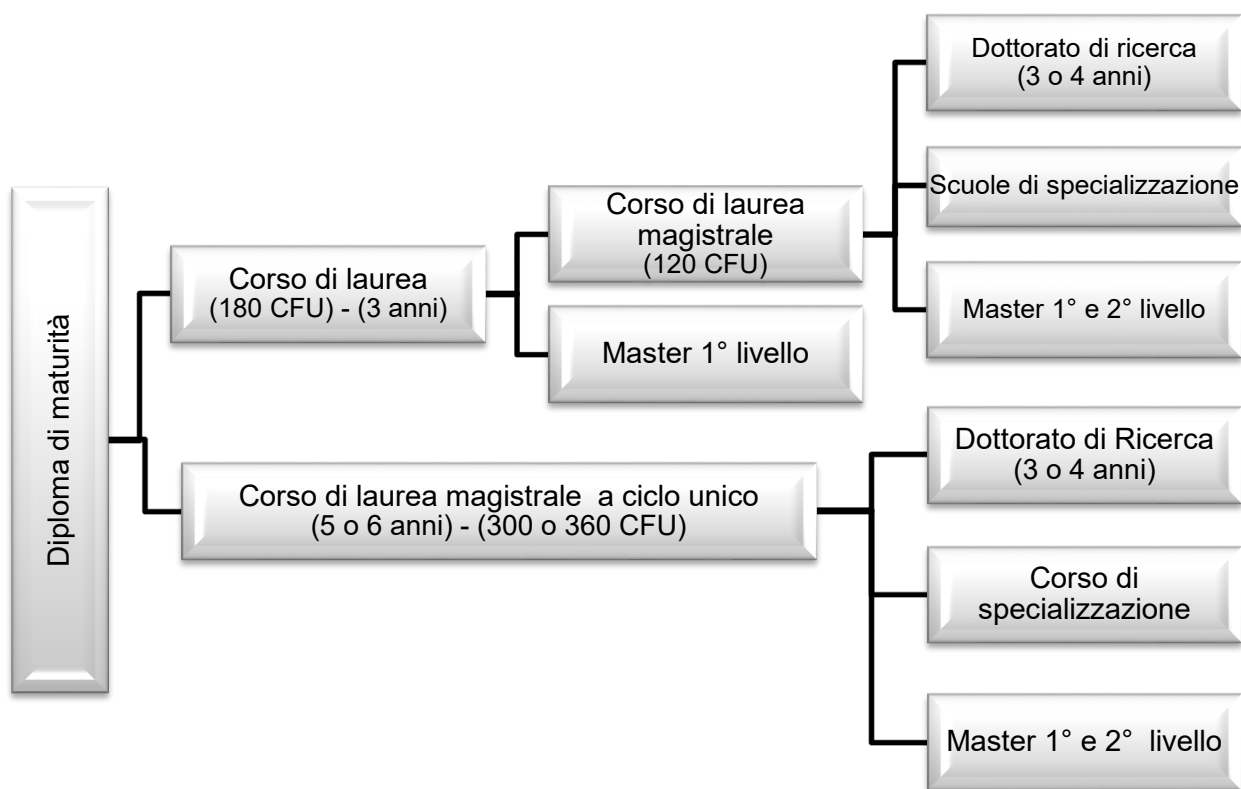 Diploma di maturità
Corso di laurea
(180 CFU) - (3 anni)
Corso di laurea
magistrale
(120 CFU)
Master 1° livello
Dottorato di ricerca
(3 o 4 anni)
Scuole di specializzazione
Master 1° e 2° livello
Corso di laurea magistrale a ciclo unico
(5 o 6 anni) - (300 o 360 CFU)
Dottorato di Ricerca
(3 o 4 anni)
Corso di
specializzazione
Master 1° e 2° livello